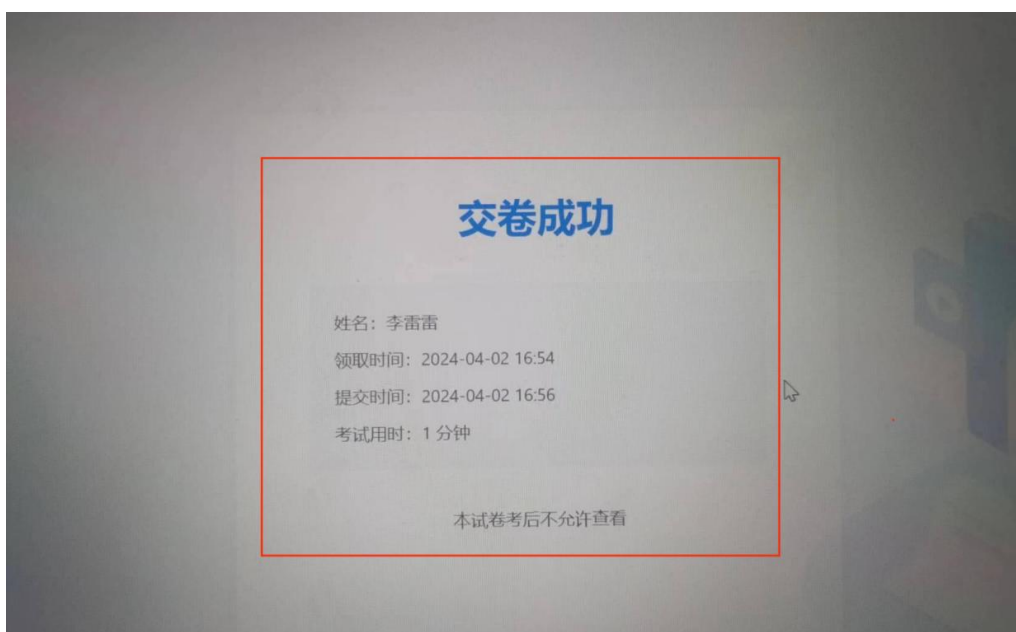 交卷成功
姓名：李雷雷
领取时间：2024-04-02 16:54
提交时间：2024-04-02 16:56
考试用时：1 分钟
本试卷考后不允许查看